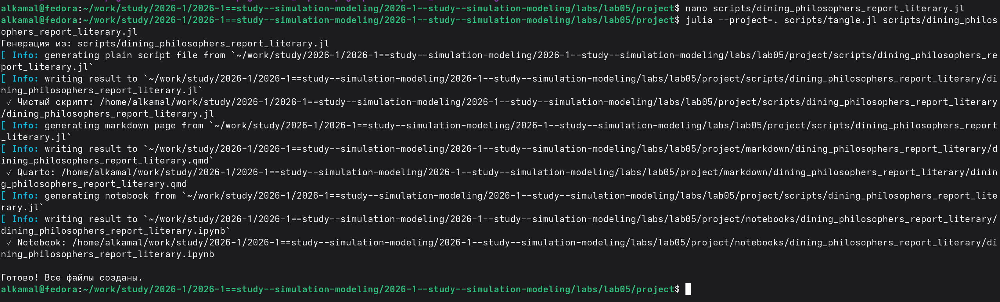 alkamal@fedora:~/work/study/2026-1/2026-1==study--simulation-modeling/2026-1--study--simulation-modeling/labs/lab05/project$ nano scripts/dining_philosophers_report_literary.jl
alkamal@fedora:~/work/study/2026-1/2026-1==study--simulation-modeling/2026-1--study--simulation-modeling/labs/lab05/project$ julia --project=. scripts/tangle.jl scripts/dining_philos
ophers_report_literary.jl
Генерация из: scripts/dining_philosophers_report_literary.jl
[ Info: generating plain script file from `~/work/study/2026-1/2026-1==study--simulation-modeling/2026-1--study--simulation-modeling/labs/lab05/project/scripts/dining_philosophers_re
port_literary.jl`
[ Info: writing result to `~/work/study/2026-1/2026-1==study--simulation-modeling/2026-1--study--simulation-modeling/labs/lab05/project/scripts/dining_philosophers_report_literary/di
ning_philosophers_report_literary.jl`
✓ Чистый скрипт: /home/alkamal/work/study/2026-1/2026-1==study--simulation-modeling/2026-1--study--simulation-modeling/labs/lab05/project/scripts/dining_philosophers_report_literary
/dining_philosophers_report_literary.jl
[ Info: generating markdown page from `~/work/study/2026-1/2026-1==study--simulation-modeling/2026-1--study--simulation-modeling/labs/lab05/project/scripts/dining_philosophers_report
_literary.jl`
[ Info: writing result to `~/work/study/2026-1/2026-1==study--simulation-modeling/2026-1--study--simulation-modeling/labs/lab05/project/markdown/dining_philosophers_report_literary/d
ining_philosophers_report_literary.qmd`
✓ Quarto: /home/alkamal/work/study/2026-1/2026-1==study--simulation-modeling/2026-1--study--simulation-modeling/labs/lab05/project/markdown/dining_philosophers_report_literary/dinin
g_philosophers_report_literary.qmd
[ Info: generating notebook from `~/work/study/2026-1/2026-1==study--simulation-modeling/2026-1--study--simulation-modeling/labs/lab05/project/scripts/dining_philosophers_report_lite
rary.jl`
[ Info: writing result to `~/work/study/2026-1/2026-1==study--simulation-modeling/2026-1--study--simulation-modeling/labs/lab05/project/notebooks/dining_philosophers_report_literary/
dining_philosophers_report_literary.ipynb`
✓ Notebook: /home/alkamal/work/study/2026-1/2026-1==study--simulation-modeling/2026-1--study--simulation-modeling/labs/lab05/project/notebooks/dining_philosophers_report_literary/di
ning_philosophers_report_literary.ipynb
Готово! Все файлы созданы.
alkamal@fedora:~/work/study/2026-1/2026-1==study--simulation-modeling/2026-1--study--simulation-modeling/labs/lab05/project$